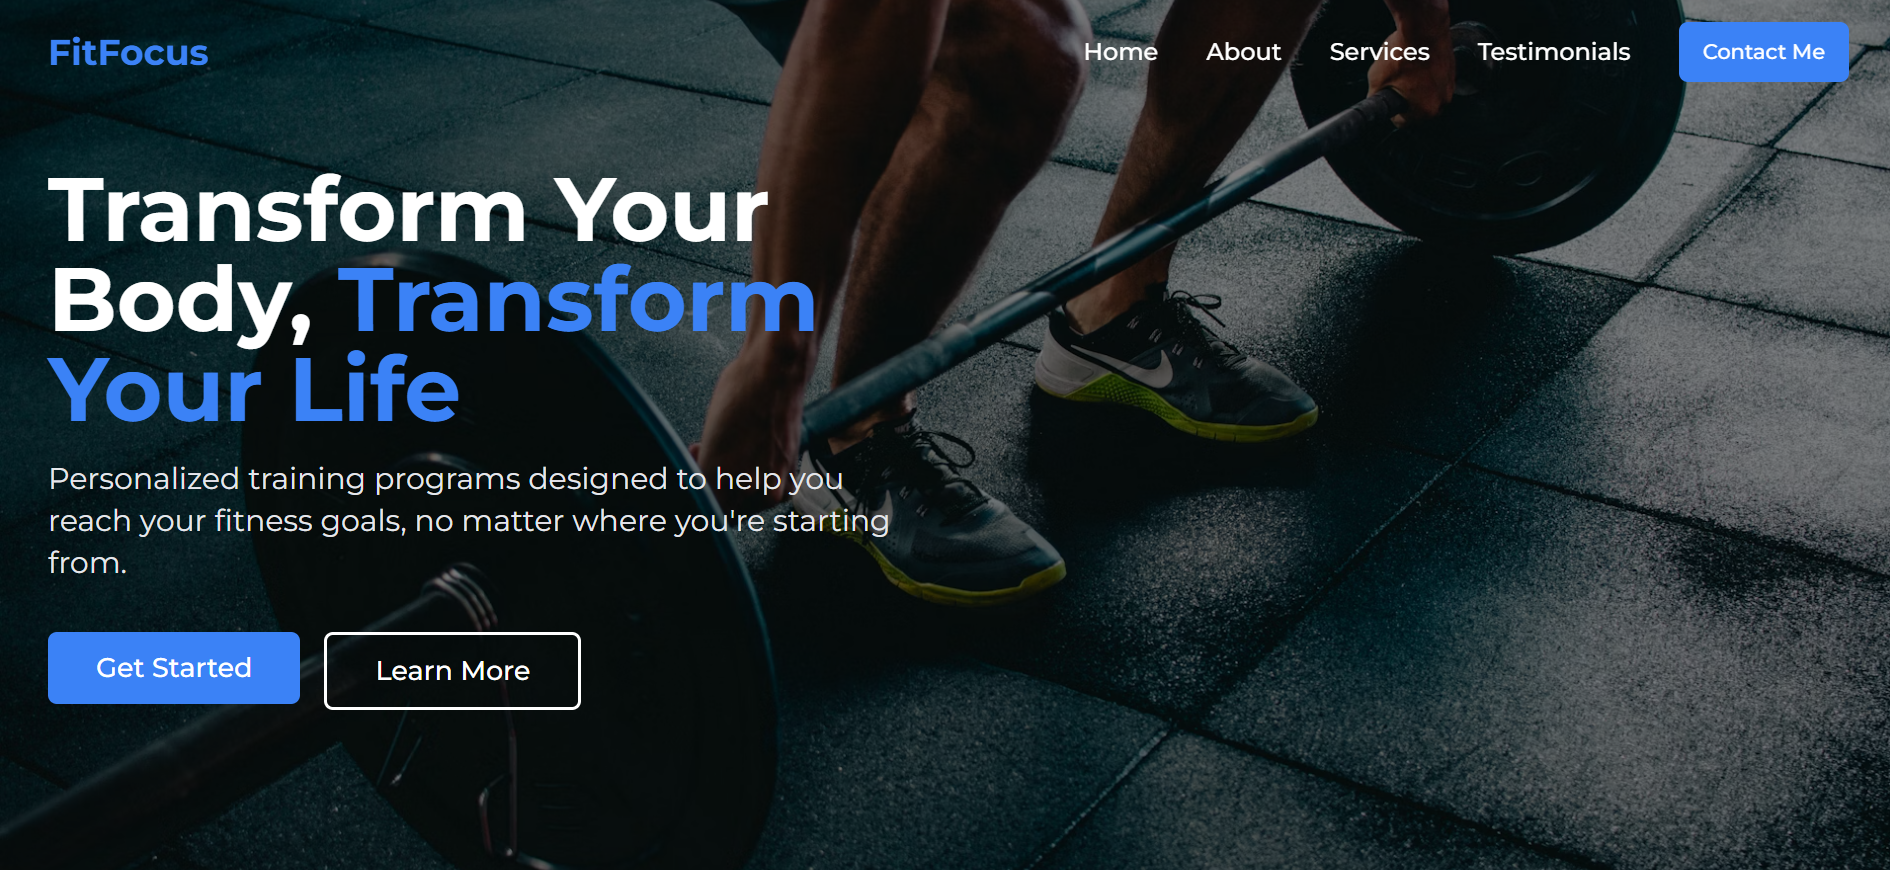 FitFocus
Home About Services Testimonials Contact Me
Transform Your
Body, Transform
Your Life
Personalized training programs designed to help you
reach your fitness goals, no matter where you're starting
from.
Get Started Learn More